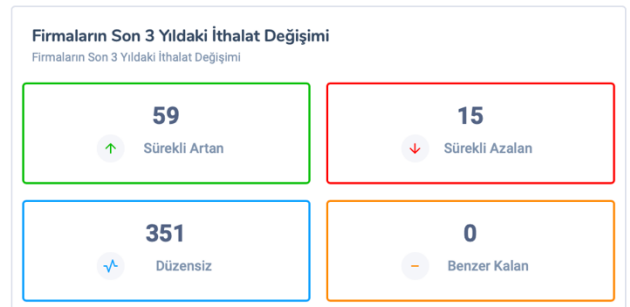 Firmaların Son 3 Yıldaki İthalat Değişimi
Firmaların Son 3 Yıldaki İthalat Değişimi
59
Sürekli Artan
15
Sürekli Azalan
351
Düzensiz
0
Benzer Kalan